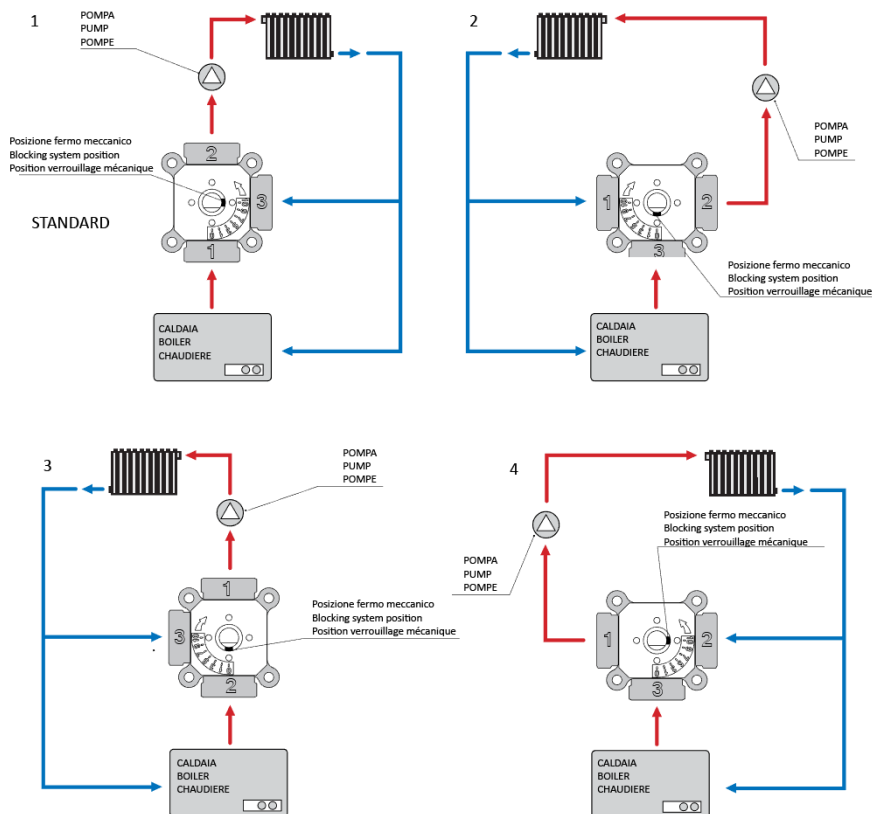 1
POMPA
PUMP
POMPE
Posizione fermo meccanico
Blocking system position
Position verrouillage mécanique
STANDARD
2
3
1
CALDAIA
BOILER
CHAUDIERE
2
POMPA
PUMP
POMPE
1
2
3
Posizione fermo meccanico
Blocking system position
Position verrouillage mécanique
CALDAIA
BOILER
CHAUDIERE
3
POMPA
PUMP
POMPE
1
3
2
Posizione fermo meccanico
Blocking system position
Position verrouillage mécanique
CALDAIA
BOILER
CHAUDIERE
4
Posizione fermo meccanico
Blocking system position
Position verrouillage mécanique
POMPA
PUMP
POMPE
1
2
3
CALDAIA
BOILER
CHAUDIERE